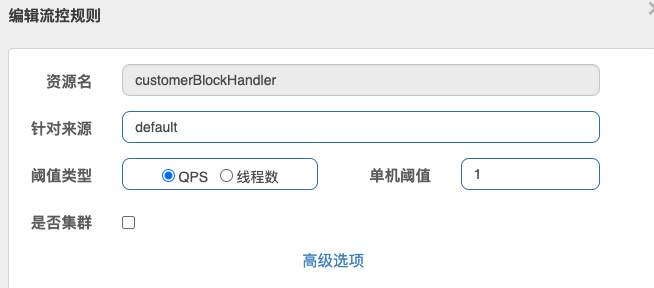 编辑流控规则
资源名 customerBlockHandler
针对来源 default
阈值类型 QPS 线程数 单机阈值 1
是否集群
高级选项